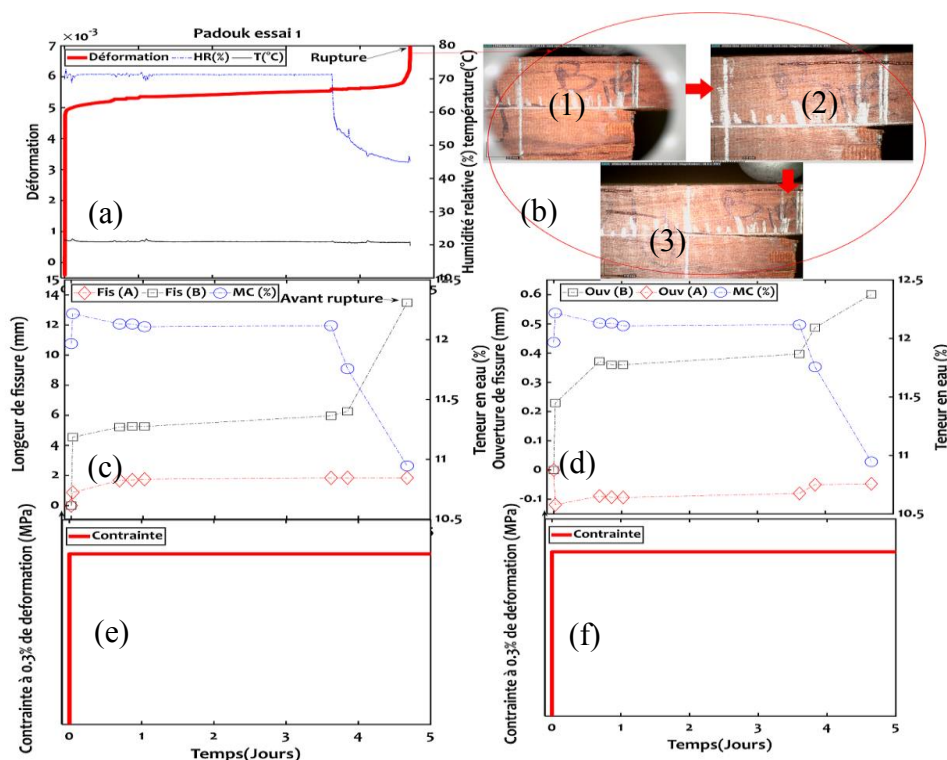 Padouk essai 1
Déformation HR(%) T(°C)
Rupture
×10⁻³
7
6
5
4
3
2
1
0
Déformation
80
70
60
50
40
30
20
10
Humidité relative (%) température(°C)
(a)
(1)
(2)
(b)
(3)
Fis (A) Fis (B) MC (%)
Avant rupture
14
12
10
8
6
4
2
0
Longeur de fissure (mm)
12
11.5
11
10.5
Teneur en eau (%)
(c)
Ouv (B) Ouv (A) MC (%)
0.6
0.5
0.4
0.3
0.2
0.1
0
-0.1
Ouverture de fissure (mm)
12.5
12
11.5
11
10.5
Teneur en eau (%)
(d)
Contrainte
Contrainte à 0.3% de deformation (MPa)
(e)
0 1 2 3 4 5
Temps(Jours)
Contrainte
Contrainte à 0.3% de deformation (MPa)
(f)
0 1 2 3 4 5
Temps(Jours)